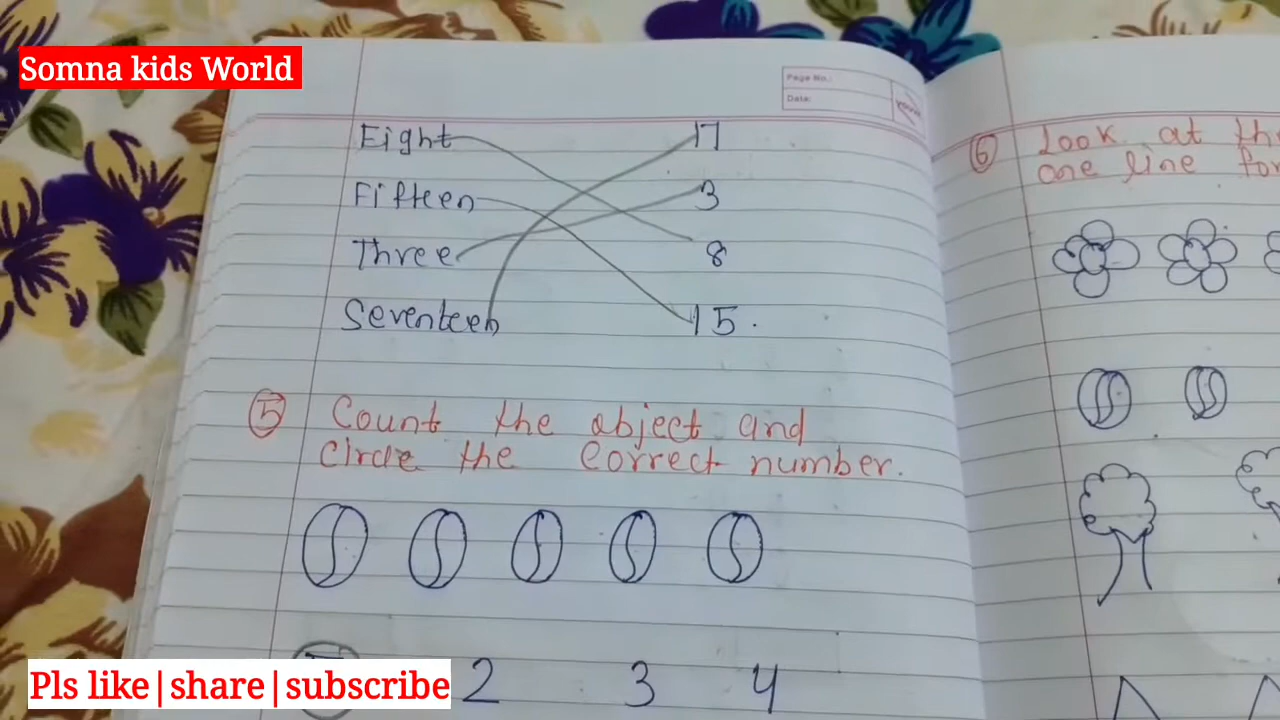 Somna kids World
Page No.:
Date:
Eight 17
Fifteen 3
Three 8
Seventeen 15.
5 Count the object and
circle the correct number.
2 3 4
6 Look at the
one line for
Pls like|share|subscribe